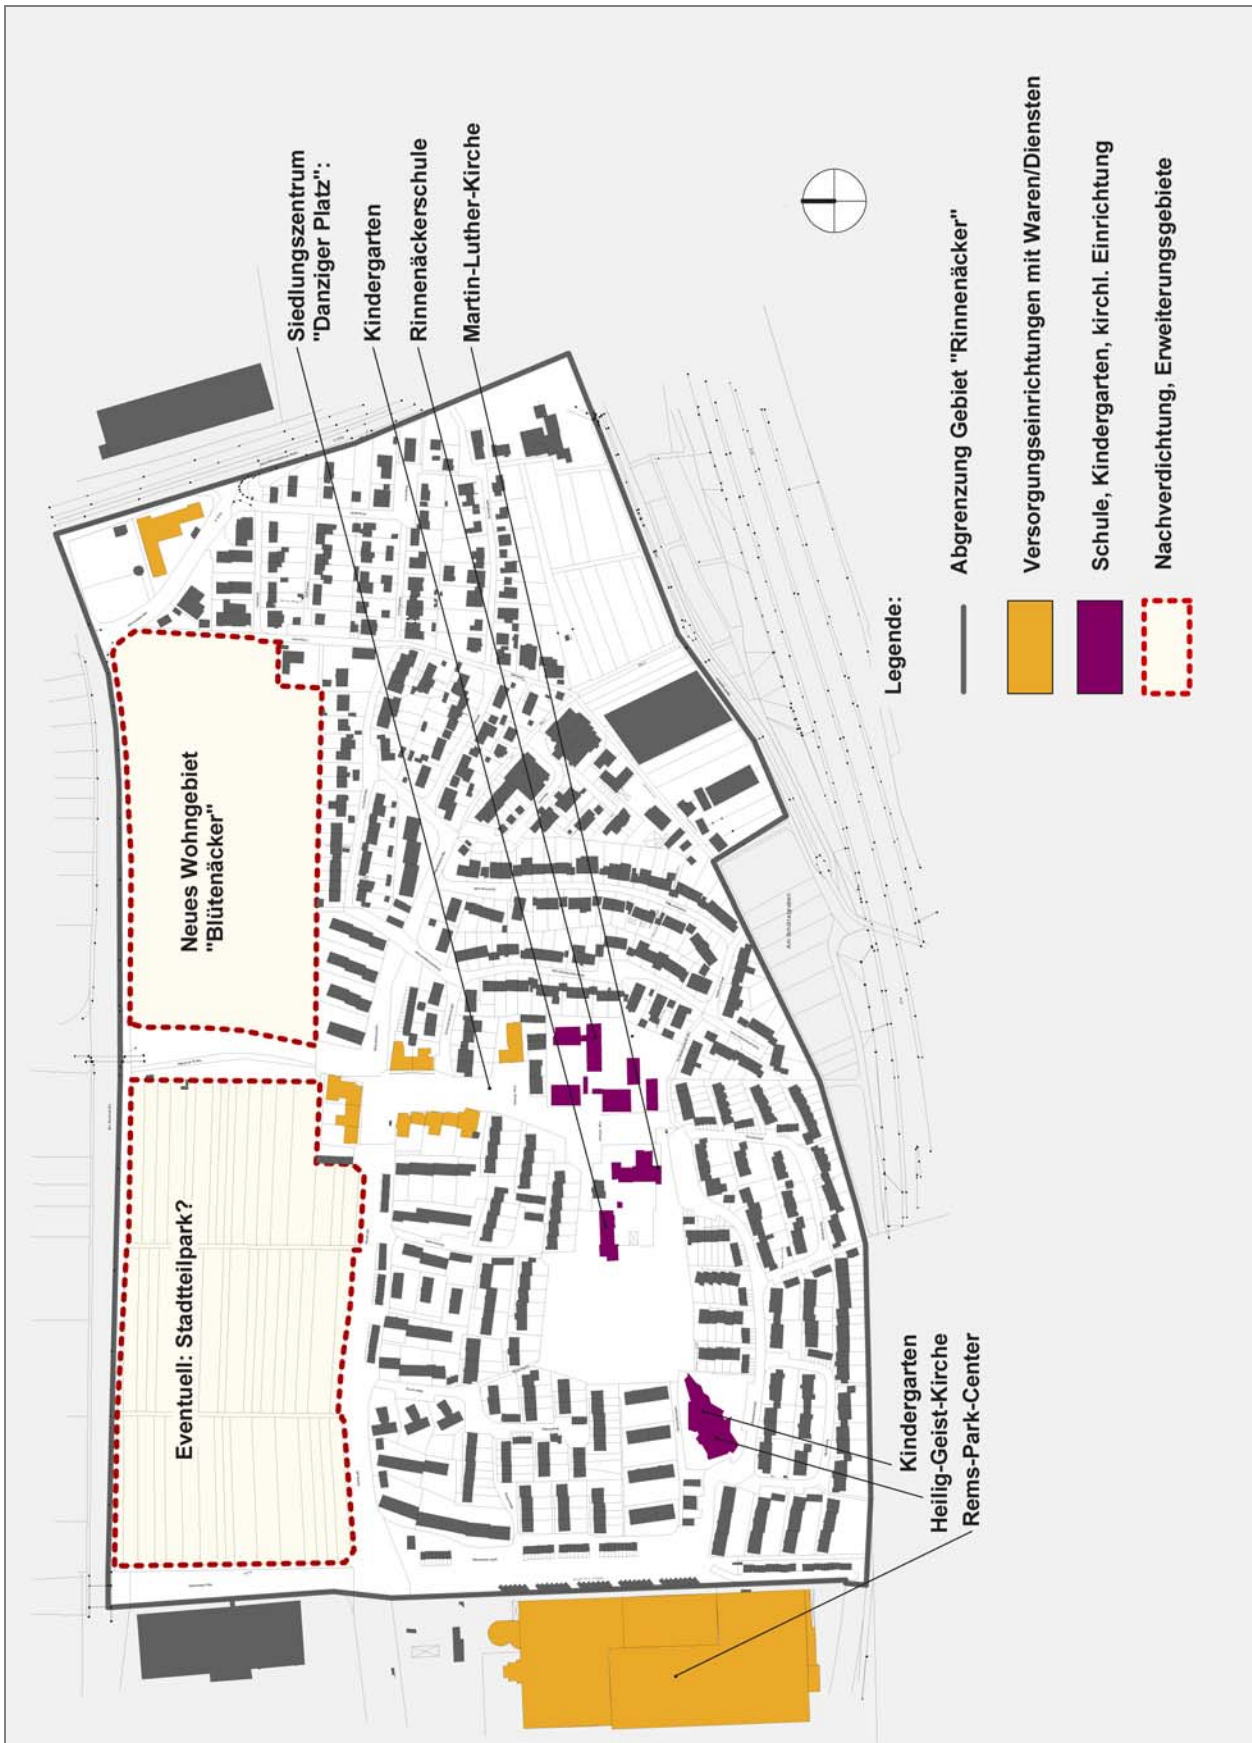 Siedlungszentrum
"Danziger Platz":
Kindergarten
Rinnenäckerschule
Martin-Luther-Kirche
Neues Wohngebiet
"Blütenäcker"
Eventuell: Stadtteilpark?
Kindergarten
Heilig-Geist-Kirche
Rems-Park-Center
Legende:
Abgrenzung Gebiet "Rinnenäcker"
Versorgungseinrichtungen mit Waren/Diensten
Schule, Kindergarten, kirchl. Einrichtung
Nachverdichtung, Erweiterungsgebiete